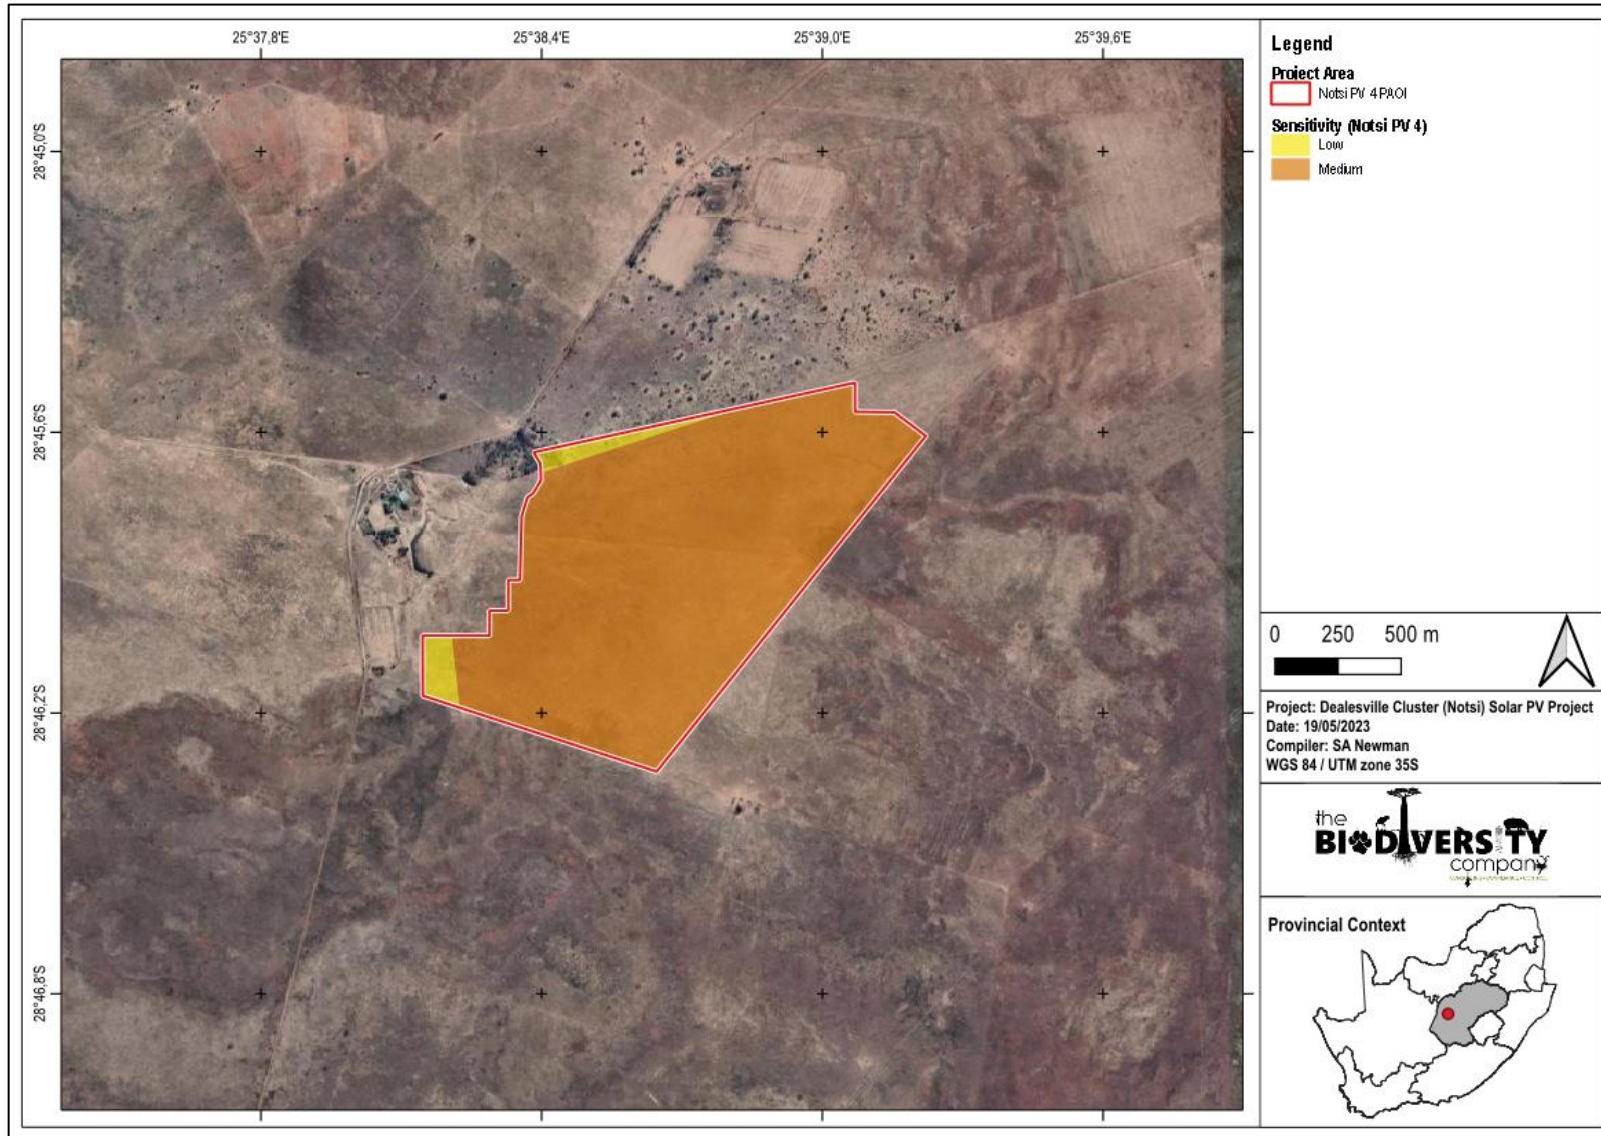 25°37,8'E
25°38,4'E
25°39,0'E
25°39,6'E
28°45,0'S
28°45,6'S
28°46,2'S
28°46,8'S
Legend
Project Area
Notsi PV 4 PAOI
Sensitivity (Notsi PV 4)
Low
Medium
0 250 500 m
Project: Dealesville Cluster (Notsi) Solar PV Project
Date: 19/05/2023
Compiler: SA Newman
WGS 84 / UTM zone 35S
the
BIODIVERSITY
company
Provincial Context